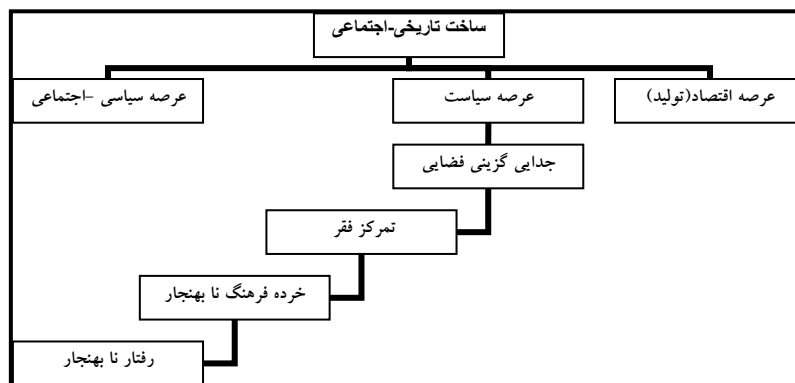 ساخت تاریخی-اجتماعی
عرصه اقتصاد(تولید)
عرصه سیاست
عرصه سیاسی -اجتماعی
جدایی گزینی فضایی
تمرکز فقر
خرده فرهنگ نا بهنجار
رفتار نا بهنجار